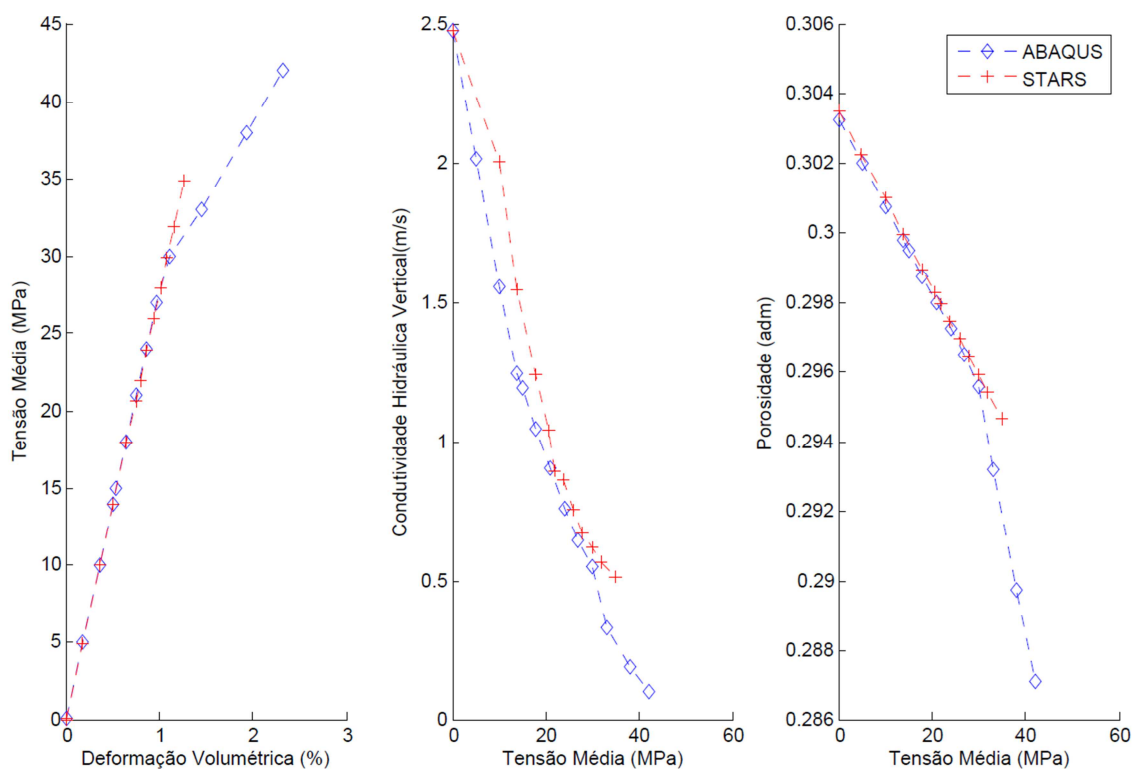 45
40
35
30
25
20
15
10
5
0
Tensão Média (MPa)
0 1 2 3
Deformação Volumétrica (%)
2.5
2
1.5
1
0.5
0
Condutividade Hidráulica Vertical(m/s)
0 20 40 60
Tensão Média (MPa)
0.306
0.304
0.302
0.3
0.298
0.296
0.294
0.292
0.29
0.288
0.286
Porosidade (adm)
0 20 40 60
Tensão Média (MPa)
ABAQUS
STARS